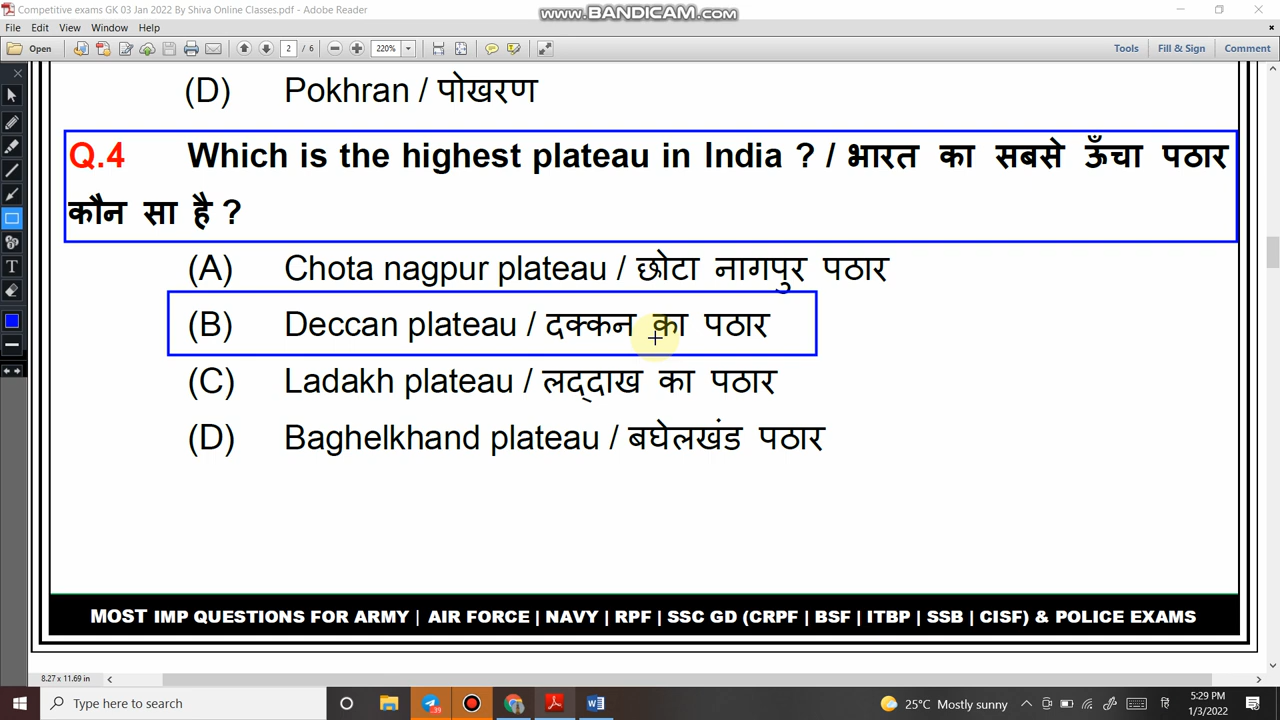 Competitive exams GK 03 Jan 2022 By Shiva Online Classes.pdf - Adobe Reader
www.BANDICAM.com
File Edit View Window Help
Open 2 / 6 220% Tools Fill & Sign Comment
(D) Pokhran / पोखरण
Q.4 Which is the highest plateau in India ? / भारत का सबसे ऊँचा पठार
कौन सा है ?
(A) Chota nagpur plateau / छोटा नागपुर पठार
(B) Deccan plateau / दक्कन का पठार
(C) Ladakh plateau / लद्दाख का पठार
(D) Baghelkhand plateau / बघेलखंड पठार
MOST IMP QUESTIONS FOR ARMY | AIR FORCE | NAVY | RPF | SSC GD (CRPF | BSF | ITBP | SSB | CISF) & POLICE EXAMS
8.27 x 11.69 in
Type here to search 39 25°C Mostly sunny हि 5:29 PM
1/3/2022